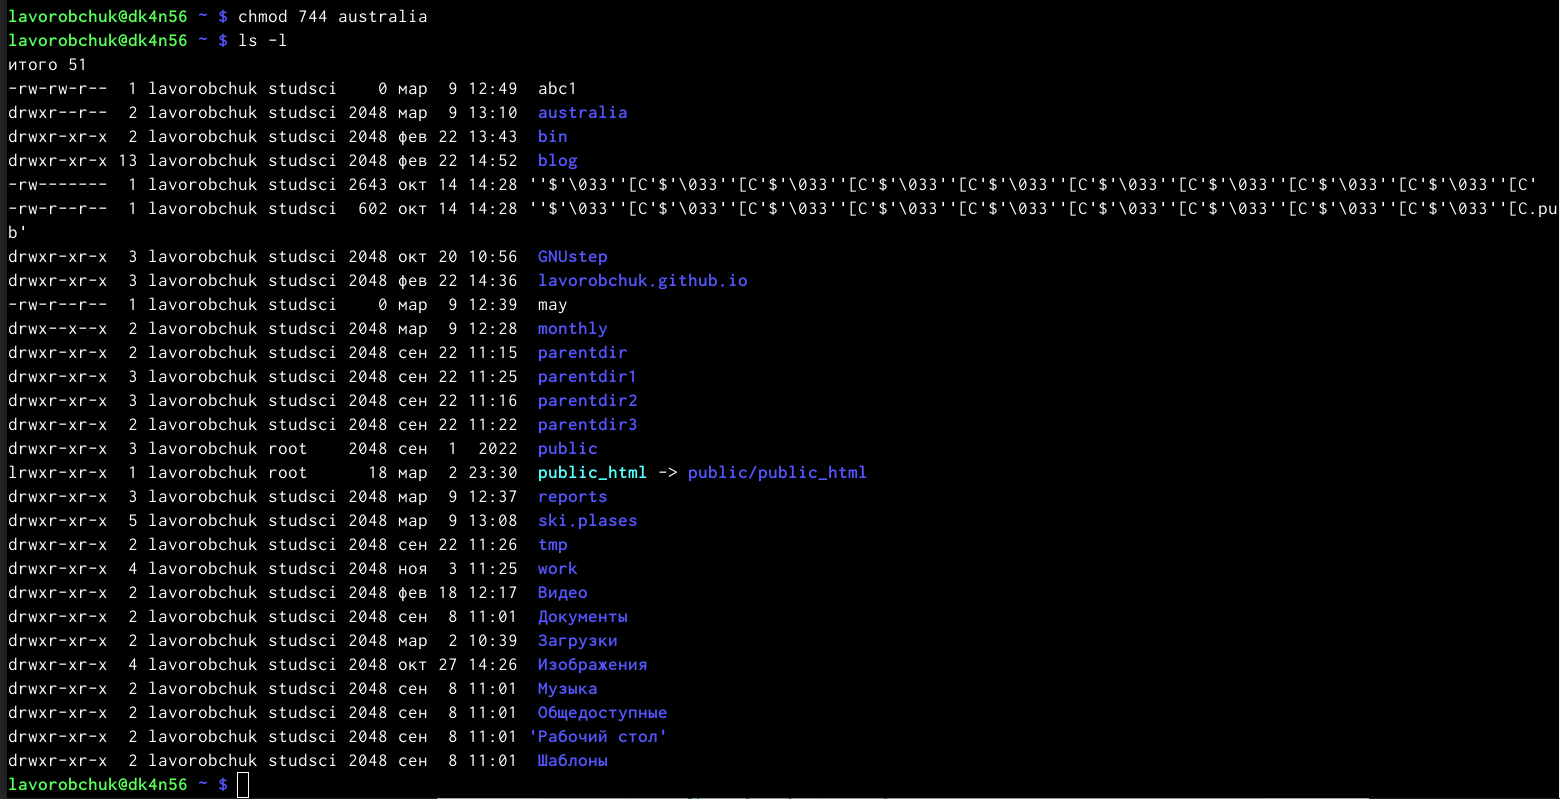 lavorobchuk@dk4n56 ~ $ chmod 744 australia
lavorobchuk@dk4n56 ~ $ ls -l
итого 51
-rw-rw-r--  1 lavorobchuk studsci    0 мар  9 12:49  abc1
drwxr--r--  2 lavorobchuk studsci 2048 мар  9 13:10  australia
drwxr-xr-x  2 lavorobchuk studsci 2048 фев 22 13:43  bin
drwxr-xr-x 13 lavorobchuk studsci 2048 фев 22 14:52  blog
-rw-------  1 lavorobchuk studsci 2643 окт 14 14:28 ''$'\033''[C'$'\033''[C'$'\033''[C'$'\033''[C'$'\033''[C'$'\033''[C'$'\033''[C'$'\033''[C'$'\033''[C'
-rw-r--r--  1 lavorobchuk studsci  602 окт 14 14:28 ''$'\033''[C'$'\033''[C'$'\033''[C'$'\033''[C'$'\033''[C'$'\033''[C'$'\033''[C'$'\033''[C'$'\033''[C.pu
b'
drwxr-xr-x  3 lavorobchuk studsci 2048 окт 20 10:56  GNUstep
drwxr-xr-x  3 lavorobchuk studsci 2048 фев 22 14:36  lavorobchuk.github.io
-rw-r--r--  1 lavorobchuk studsci    0 мар  9 12:39  may
drwx--x--x  2 lavorobchuk studsci 2048 мар  9 12:28  monthly
drwxr-xr-x  2 lavorobchuk studsci 2048 сен 22 11:15  parentdir
drwxr-xr-x  3 lavorobchuk studsci 2048 сен 22 11:25  parentdir1
drwxr-xr-x  3 lavorobchuk studsci 2048 сен 22 11:16  parentdir2
drwxr-xr-x  2 lavorobchuk studsci 2048 сен 22 11:22  parentdir3
drwxr-xr-x  3 lavorobchuk root    2048 сен  1  2022  public
lrwxr-xr-x  1 lavorobchuk root      18 мар  2 23:30  public_html -> public/public_html
drwxr-xr-x  3 lavorobchuk studsci 2048 мар  9 12:37  reports
drwxr-xr-x  5 lavorobchuk studsci 2048 мар  9 13:08  ski.plases
drwxr-xr-x  2 lavorobchuk studsci 2048 сен 22 11:26  tmp
drwxr-xr-x  4 lavorobchuk studsci 2048 ноя  3 11:25  work
drwxr-xr-x  2 lavorobchuk studsci 2048 фев 18 12:17  Видео
drwxr-xr-x  2 lavorobchuk studsci 2048 сен  8 11:01  Документы
drwxr-xr-x  2 lavorobchuk studsci 2048 мар  2 10:39  Загрузки
drwxr-xr-x  4 lavorobchuk studsci 2048 окт 27 14:26  Изображения
drwxr-xr-x  2 lavorobchuk studsci 2048 сен  8 11:01  Музыка
drwxr-xr-x  2 lavorobchuk studsci 2048 сен  8 11:01  Общедоступные
drwxr-xr-x  2 lavorobchuk studsci 2048 сен  8 11:01 'Рабочий стол'
drwxr-xr-x  2 lavorobchuk studsci 2048 сен  8 11:01  Шаблоны
lavorobchuk@dk4n56 ~ $